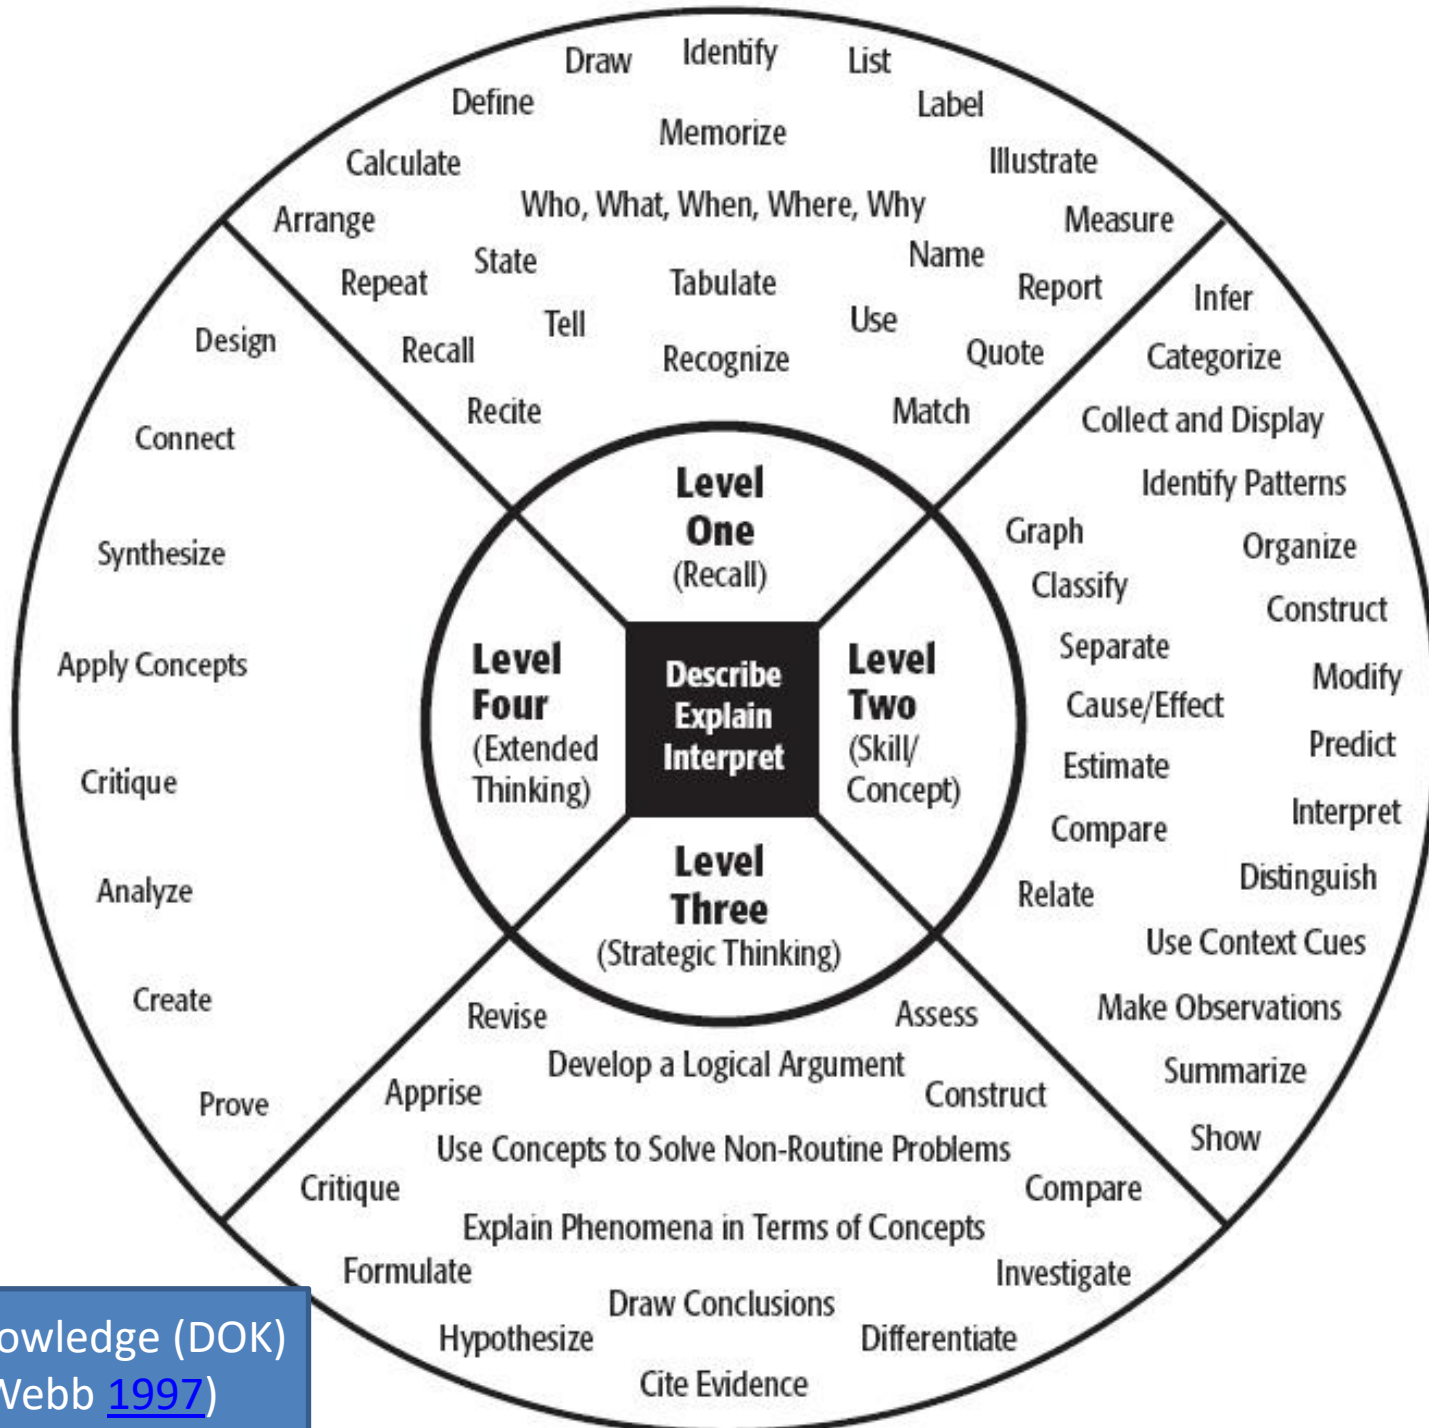 Draw
Identify
List
Define
Label
Memorize
Calculate
Illustrate
Who, What, When, Where, Why
Arrange
Measure
State
Name
Repeat
Tabulate
Report
Tell
Use
Recall
Recognize
Quote
Recite
Match
Infer
Categorize
Collect and Display
Identify Patterns
Graph
Organize
Classify
Construct
Separate
Modify
Cause/Effect
Predict
Estimate
Interpret
Compare
Distinguish
Relate
Use Context Cues
Make Observations
Summarize
Show
Design
Connect
Synthesize
Apply Concepts
Critique
Analyze
Create
Prove
Level
One
(Recall)
Level
Two
(Skill/
Concept)
Level
Three
(Strategic Thinking)
Level
Four
(Extended
Thinking)
Describe
Explain
Interpret
Revise
Assess
Develop a Logical Argument
Apprise
Construct
Use Concepts to Solve Non-Routine Problems
Critique
Compare
Explain Phenomena in Terms of Concepts
Formulate
Investigate
Draw Conclusions
Hypothesize
Differentiate
Cite Evidence
owledge (DOK)
Webb 1997)